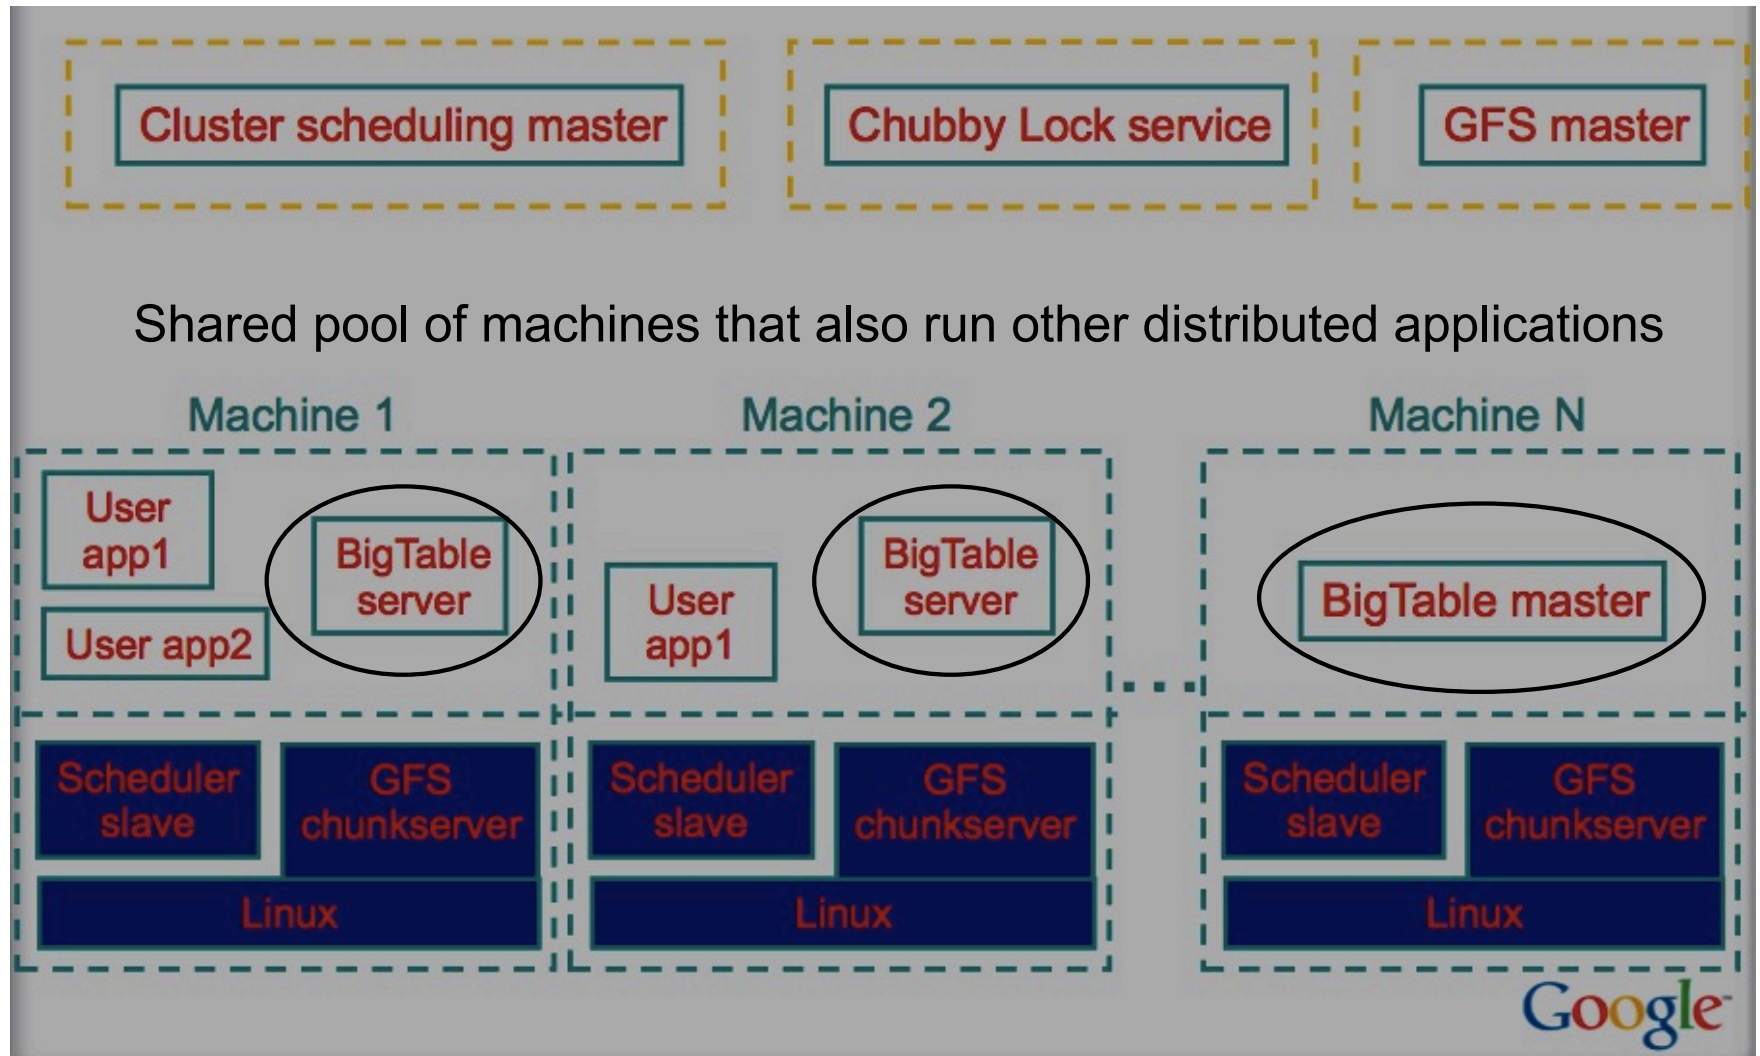 Cluster scheduling master
Chubby Lock service
GFS master
Shared pool of machines that also run other distributed applications
Machine 1
Machine 2
Machine N
User
app1
User app2
BigTable
server
User
app1
BigTable
server
...
BigTable master
Scheduler
slave
GFS
chunkserver
Linux
Scheduler
slave
GFS
chunkserver
Linux
Scheduler
slave
GFS
chunkserver
Linux
Google™